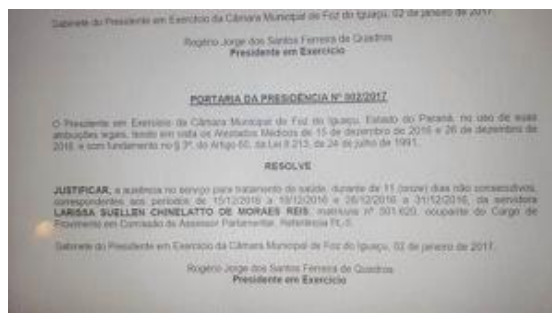 Gabinete do Presidente em Exercício da Câmara Municipal de Foz do Iguaçu, 02 de janeiro de 2017.
Rogério Jorge dos Santos Ferreira de Quadros
Presidente em Exercício
PORTARIA DA PRESIDÊNCIA Nº 002/2017
O Presidente em Exercício da Câmara Municipal de Foz do Iguaçu, Estado do Paraná, no uso de suas
atribuições legais, tendo em vista os Atestados Médicos de 15 de dezembro de 2016 e 26 de dezembro de
2016, e com fundamento no § 3º, do Artigo 60, da Lei 8.213, de 24 de julho de 1991,
RESOLVE
JUSTIFICAR, a ausência no serviço para tratamento de saúde, durante de 11 (onze) dias não consecutivos,
correspondentes aos períodos de 15/12/2016 a 19/12/2016 e 26/12/2016 a 31/12/2016, da servidora
LARISSA SUELLEN CHINELATTO DE MORAES REIS, matrícula nº 501.620, ocupante do Cargo de
Provimento em Comissão de Assessor Parlamentar, Referência
Gabinete do Presidente em Exercício da Câmara Municipal de Foz do Iguaçu, 02 de janeiro de 2017.
Rogério Jorge dos Santos Ferreira de Quadros
Presidente em Exercício